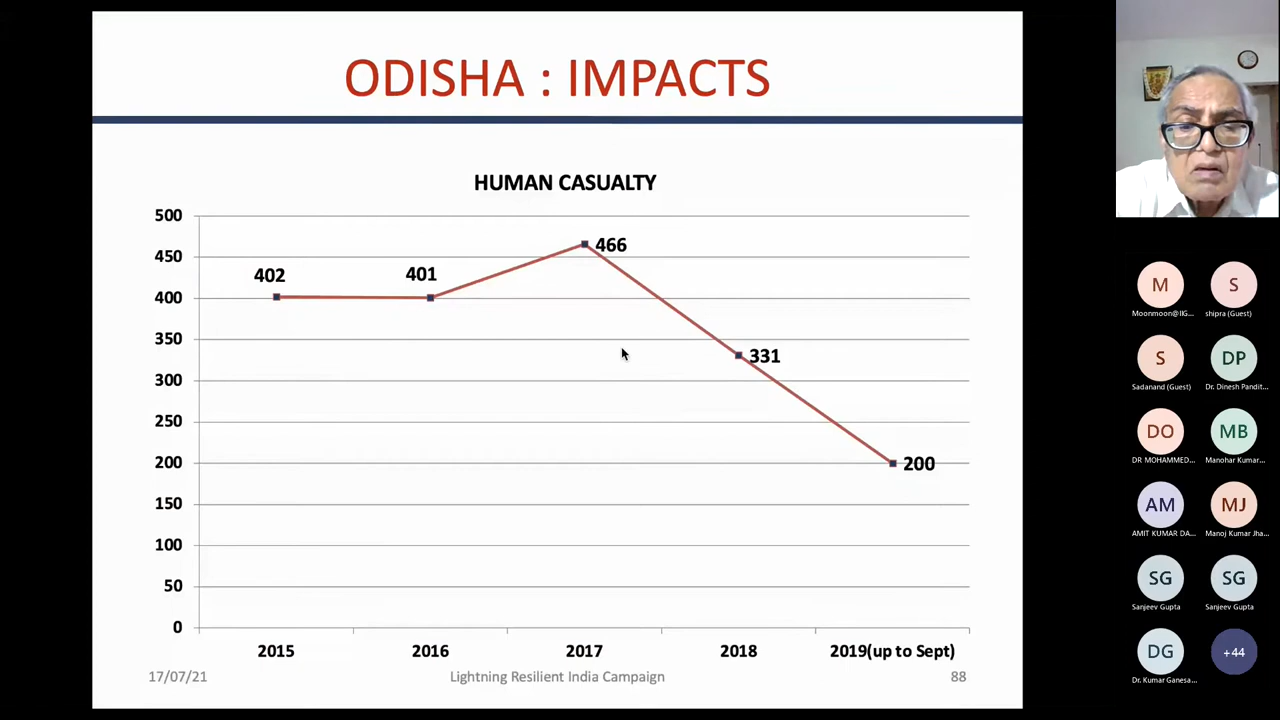 ODISHA : IMPACTS
HUMAN CASUALTY
500
450
400
350
300
250
200
150
100
50
0
402
401
466
331
200
2015
2016
2017
2018
2019(up to Sept)
17/07/21
Lightning Resilient India Campaign
88
M
Moonmoon@IIG...
S
shipra (Guest)
S
Sadanand (Guest)
DP
Dr. Dinesh Pandit...
DO
DR MOHAMMED...
MB
Manohar Kumar...
AM
AMIT KUMAR DA...
MJ
Manoj Kumar Jha...
SG
Sanjeev Gupta
SG
Sanjeev Gupta
DG
Dr. Kumar Ganesa...
+44